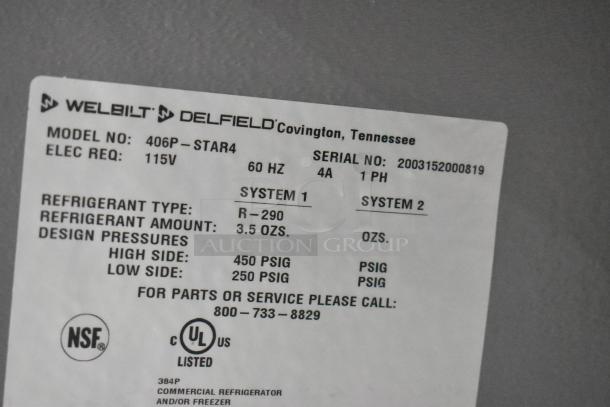 WELBILT DELFIELD Covington, Tennessee
MODEL NO: 406P-STAR4 SERIAL NO: 2003152000819
ELEC REQ: 115V 60 HZ 4A 1 PH
SYSTEM 1 SYSTEM 2
REFRIGERANT TYPE: R-290
REFRIGERANT AMOUNT: 3.5 OZS. OZS.
DESIGN PRESSURES
HIGH SIDE: 450 PSIG PSIG
LOW SIDE: 250 PSIG PSIG
FOR PARTS OR SERVICE PLEASE CALL:
800-733-8829
NSF
C UL US
LISTED
384P
COMMERCIAL REFRIGERATOR
AND/OR FREEZER
AUCTION GROUP